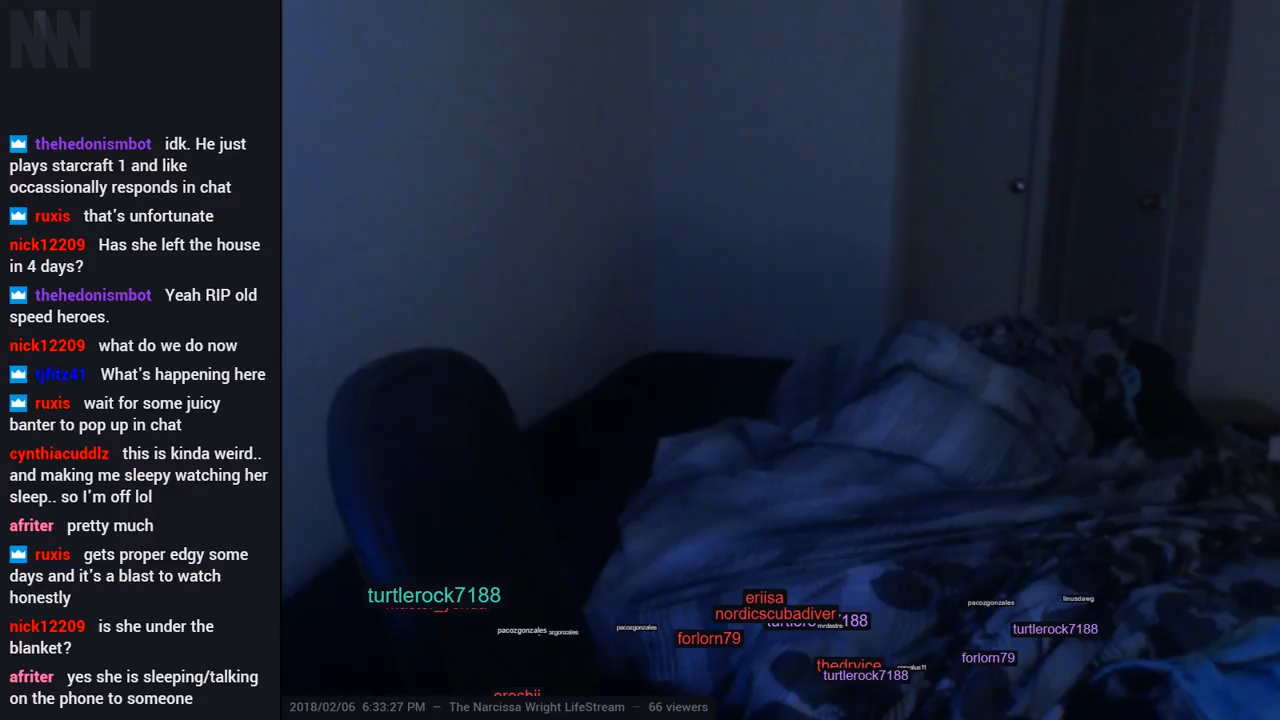 NNN
thehedonismbot idk. He just
plays starcraft 1 and like
occassionally responds in chat
ruxis that's unfortunate
nick12209 Has she left the house
in 4 days?
thehedonismbot Yeah RIP old
speed heroes.
nick12209 what do we do now
tjfitz41 What's happening here
ruxis wait for some juicy
banter to pop up in chat
cynthiacuddlz this is kinda weird..
and making me sleepy watching her
sleep.. so I'm off lol
afriter pretty much
ruxis gets proper edgy some
days and it's a blast to watch
honestly
nick12209 is she under the
blanket?
afriter yes she is sleeping/talking
on the phone to someone
turtlerock7188
eriisa
nordicscubadiver
188
forlorn79
pacozgonzales
pacozgonzales
pacozgonzales
linusdawg
turtlerock7188
forlorn79
thedrvice
turtlerock7188
2018/02/06 6:33:27 PM – The Narcissa Wright LifeStream – 66 viewers